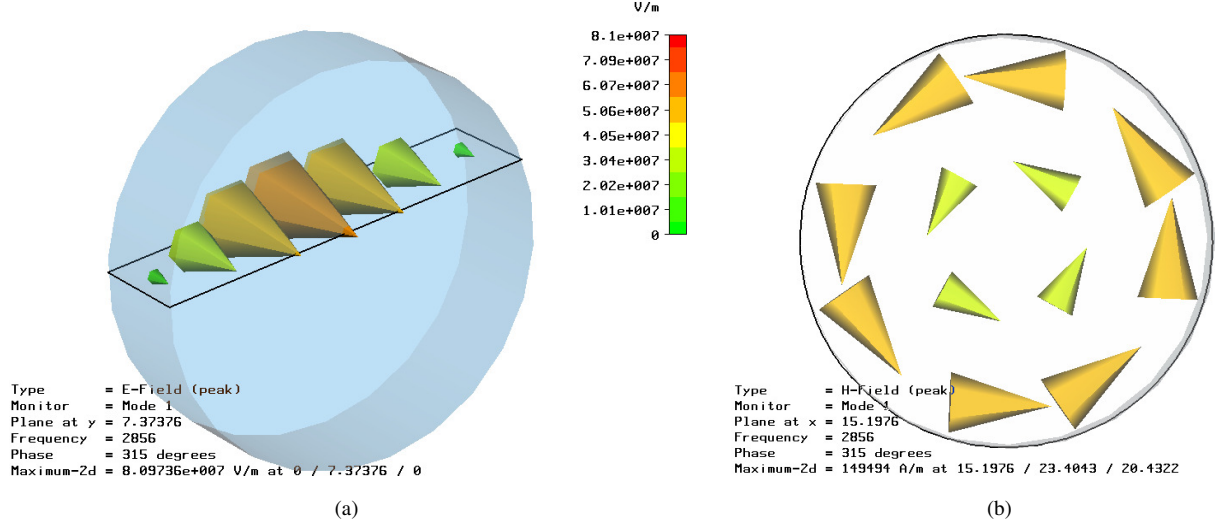 V/m
8.1e+007
7.09e+007
6.07e+007
5.06e+007
4.05e+007
3.04e+007
2.02e+007
1.01e+007
0
Type = E-Field (peak)
Monitor = Mode 1
Plane at y = 7.37376
Frequency = 2856
Phase = 315 degrees
Maximum-2d = 8.09736e+007 V/m at 0 / 7.37376 / 0
(a)
Type = H-Field (peak)
Monitor = Mode 1
Plane at x = 15.1976
Frequency = 2856
Phase = 315 degrees
Maximum-2d = 149494 A/m at 15.1976 / 23.4043 / 20.4322
(b)